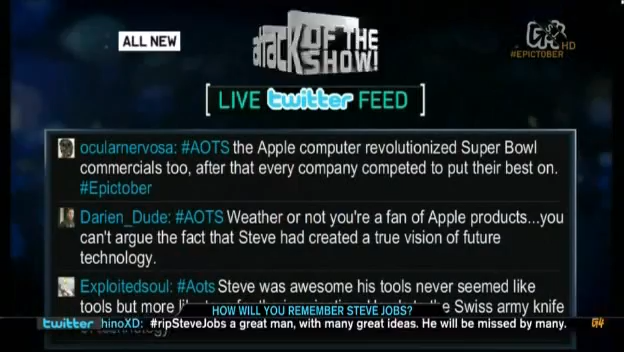 ALL NEW
attack OF THE
SHOW!
G4 HD
#EPICTOBER
[ LIVE twitter FEED ]
ocularnervosa: #AOTS the Apple computer revolutionized Super Bowl
commercials too, after that every company competed to put their best on.
#Epictober
Darien_Dude: #AOTS Weather or not you're a fan of Apple products...you
can't argue the fact that Steve had created a true vision of future
technology.
Exploitedsoul: #Aots Steve was awesome his tools never seemed like
tools but more the Swiss army knife
HOW WILL YOU REMEMBER STEVE JOBS?
twitter hinoXD: #ripSteveJobs a great man, with many great ideas. He will be missed by many. G4